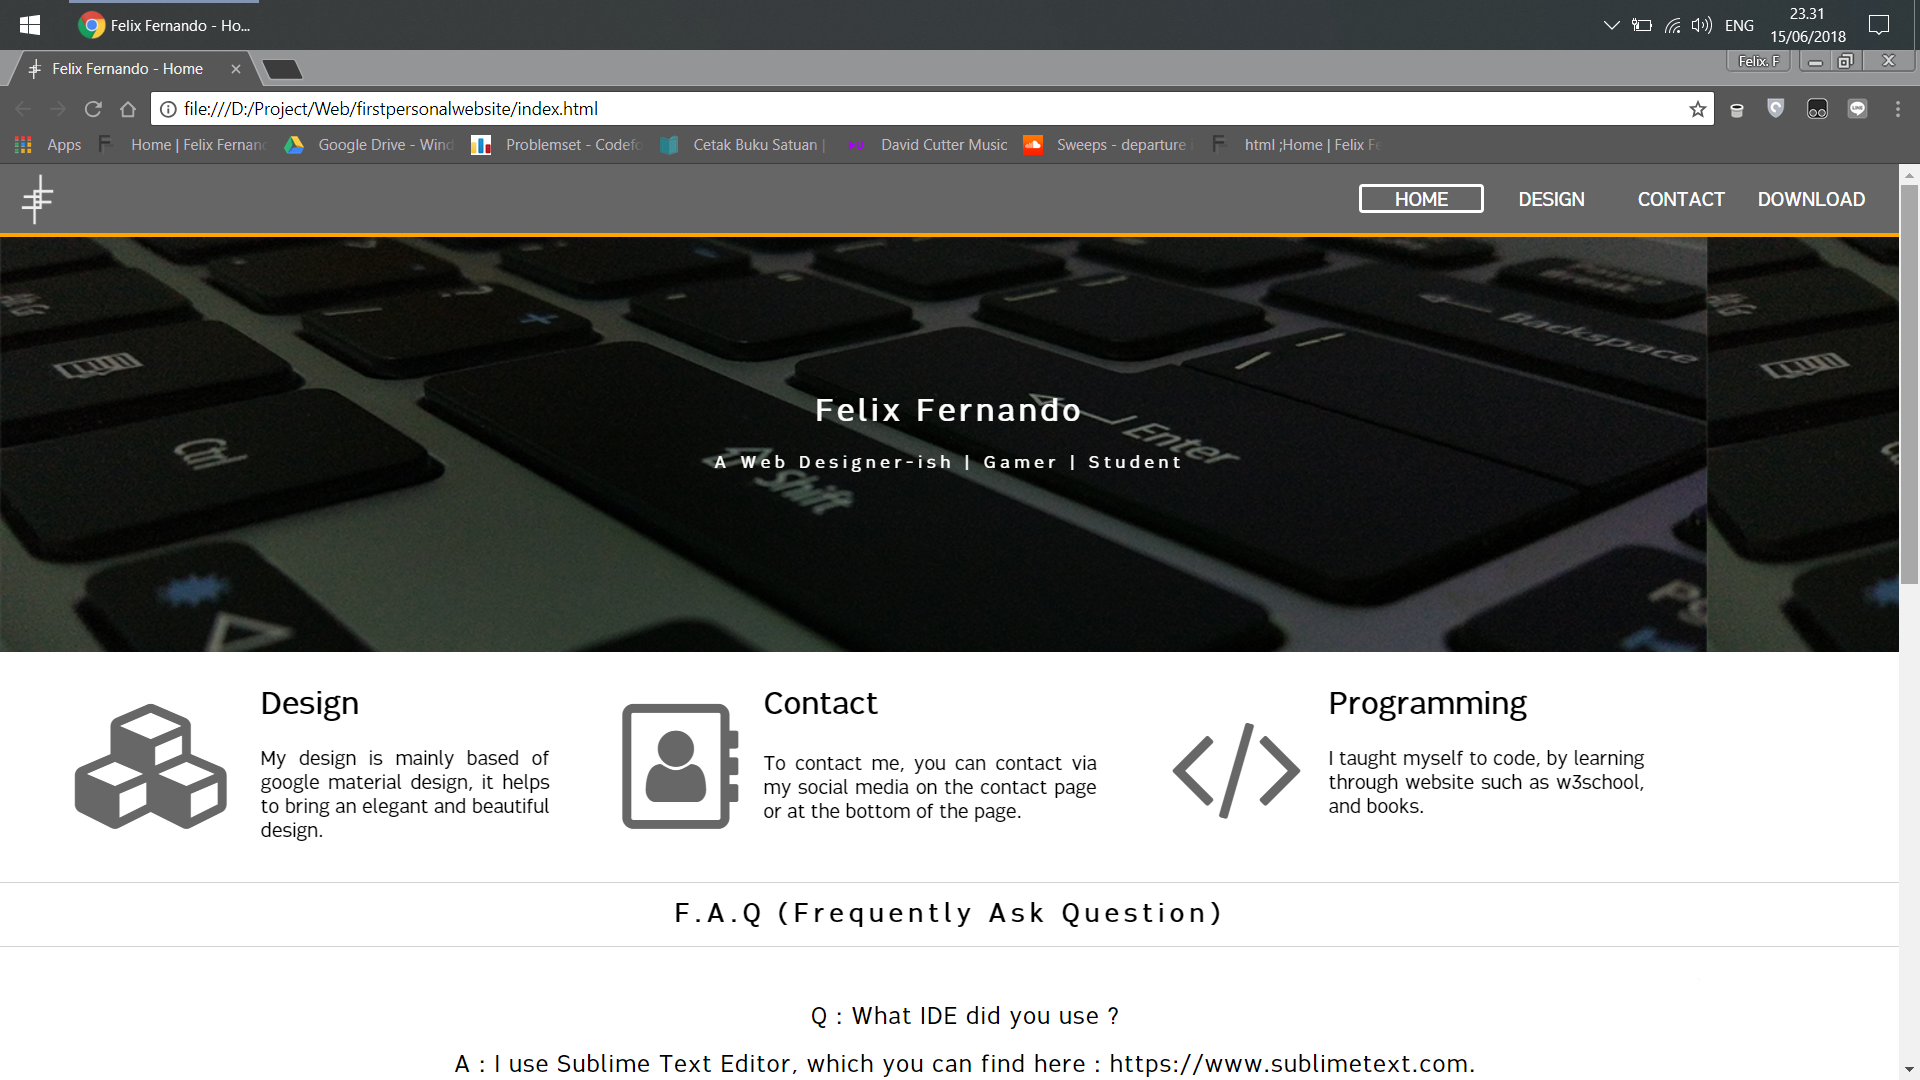 Felix Fernando - Ho...
ENG
23.31
15/06/2018
Felix Fernando - Home
Felix. F
file:///D:/Project/Web/firstpersonalwebsite/index.html
Apps
Home | Felix Fernan
Google Drive - Wind
Problemset - Codefo
Cetak Buku Satuan |
David Cutter Music
Sweeps - departure
html ;Home | Felix Fe
HOME
DESIGN
CONTACT
DOWNLOAD
Backspace
Enter
Ctrl
Shift
Felix Fernando
A Web Designer-ish | Gamer | Student
Design
My design is mainly based of
google material design, it helps
to bring an elegant and beautiful
design.
Contact
To contact me, you can contact via
my social media on the contact page
or at the bottom of the page.
Programming
I taught myself to code, by learning
through website such as w3school,
and books.
F.A.Q (Frequently Ask Question)
Q : What IDE did you use ?
A : I use Sublime Text Editor, which you can find here : https://www.sublimetext.com.